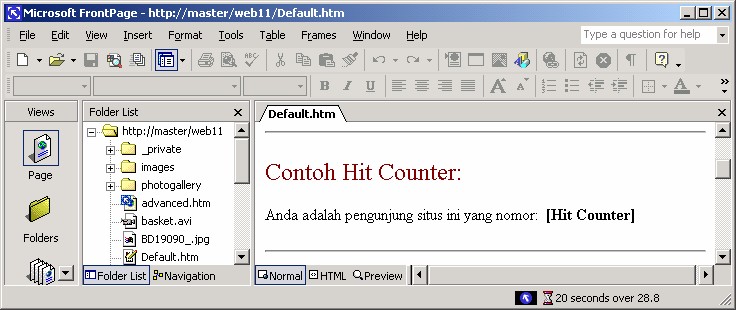 Microsoft FrontPage - http://master/web11/Default.htm
File Edit View Insert Format Tools Table Frames Window Help Type a question for help
Views
Folder List
Default.htm
Page
Folders
http://master/web11
_private
images
photogallery
advanced.htm
basket.avi
BD19090_.jpg
Default.htm
Contoh Hit Counter:
Anda adalah pengunjung situs ini yang nomor: [Hit Counter]
Folder List Navigation
Normal HTML Preview
20 seconds over 28.8